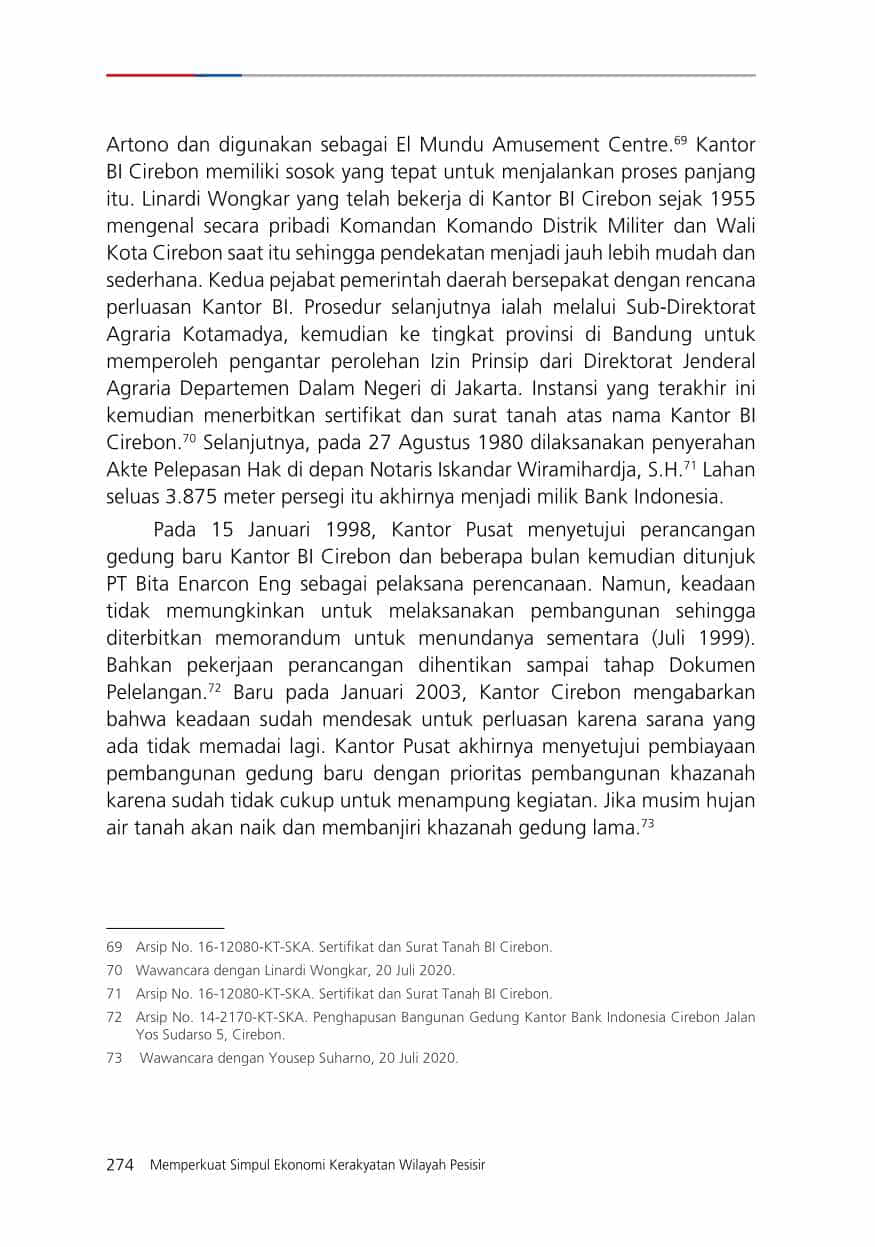 Artono dan digunakan sebagai El Mundu Amusement Centre.⁶⁹ Kantor
BI Cirebon memiliki sosok yang tepat untuk menjalankan proses panjang
itu. Linardi Wongkar yang telah bekerja di Kantor BI Cirebon sejak 1955
mengenal secara pribadi Komandan Komando Distrik Militer dan Wali
Kota Cirebon saat itu sehingga pendekatan menjadi jauh lebih mudah dan
sederhana. Kedua pejabat pemerintah daerah bersepakat dengan rencana
perluasan Kantor BI. Prosedur selanjutnya ialah melalui Sub-Direktorat
Agraria Kotamadya, kemudian ke tingkat provinsi di Bandung untuk
memperoleh pengantar perolehan Izin Prinsip dari Direktorat Jenderal
Agraria Departemen Dalam Negeri di Jakarta. Instansi yang terakhir ini
kemudian menerbitkan sertifikat dan surat tanah atas nama Kantor BI
Cirebon.⁷⁰ Selanjutnya, pada 27 Agustus 1980 dilaksanakan penyerahan
Akte Pelepasan Hak di depan Notaris Iskandar Wiramihardja, S.H.⁷¹ Lahan
seluas 3.875 meter persegi itu akhirnya menjadi milik Bank Indonesia.
Pada 15 Januari 1998, Kantor Pusat menyetujui perancangan
gedung baru Kantor BI Cirebon dan beberapa bulan kemudian ditunjuk
PT Bita Enarcon Eng sebagai pelaksana perencanaan. Namun, keadaan
tidak memungkinkan untuk melaksanakan pembangunan sehingga
diterbitkan memorandum untuk menundanya sementara (Juli 1999).
Bahkan pekerjaan perancangan dihentikan sampai tahap Dokumen
Pelelangan.⁷² Baru pada Januari 2003, Kantor Cirebon mengabarkan
bahwa keadaan sudah mendesak untuk perluasan karena sarana yang
ada tidak memadai lagi. Kantor Pusat akhirnya menyetujui pembiayaan
pembangunan gedung baru dengan prioritas pembangunan khazanah
karena sudah tidak cukup untuk menampung kegiatan. Jika musim hujan
air tanah akan naik dan membanjiri khazanah gedung lama.⁷³
69 Arsip No. 16-12080-KT-SKA. Sertifikat dan Surat Tanah BI Cirebon.
70 Wawancara dengan Linardi Wongkar, 20 Juli 2020.
71 Arsip No. 16-12080-KT-SKA. Sertifikat dan Surat Tanah BI Cirebon.
72 Arsip No. 14-2170-KT-SKA. Penghapusan Bangunan Gedung Kantor Bank Indonesia Cirebon Jalan
Yos Sudarso 5, Cirebon.
73 Wawancara dengan Yousep Suharno, 20 Juli 2020.
274 Memperkuat Simpul Ekonomi Kerakyatan Wilayah Pesisir